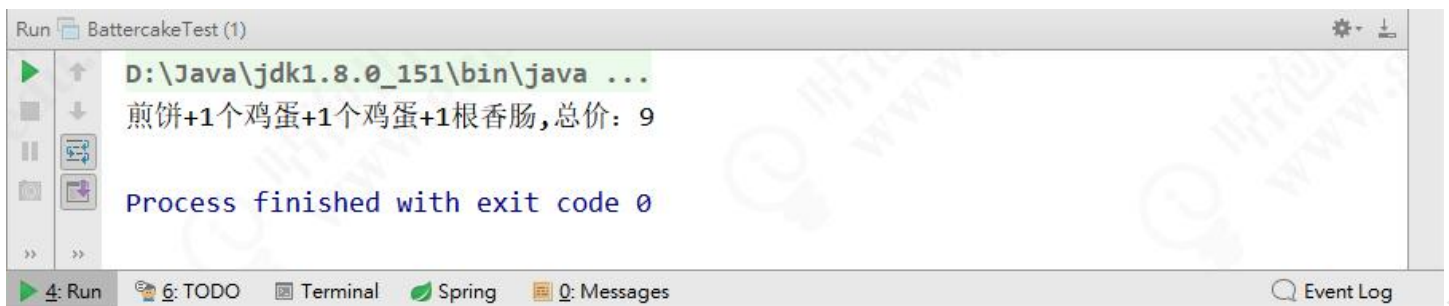 Run BattercakeTest (1)
D:\Java\jdk1.8.0_151\bin\java ...
煎饼+1个鸡蛋+1个鸡蛋+1根香肠,总价：9
Process finished with exit code 0
4: Run 6: TODO Terminal Spring 0: Messages Event Log